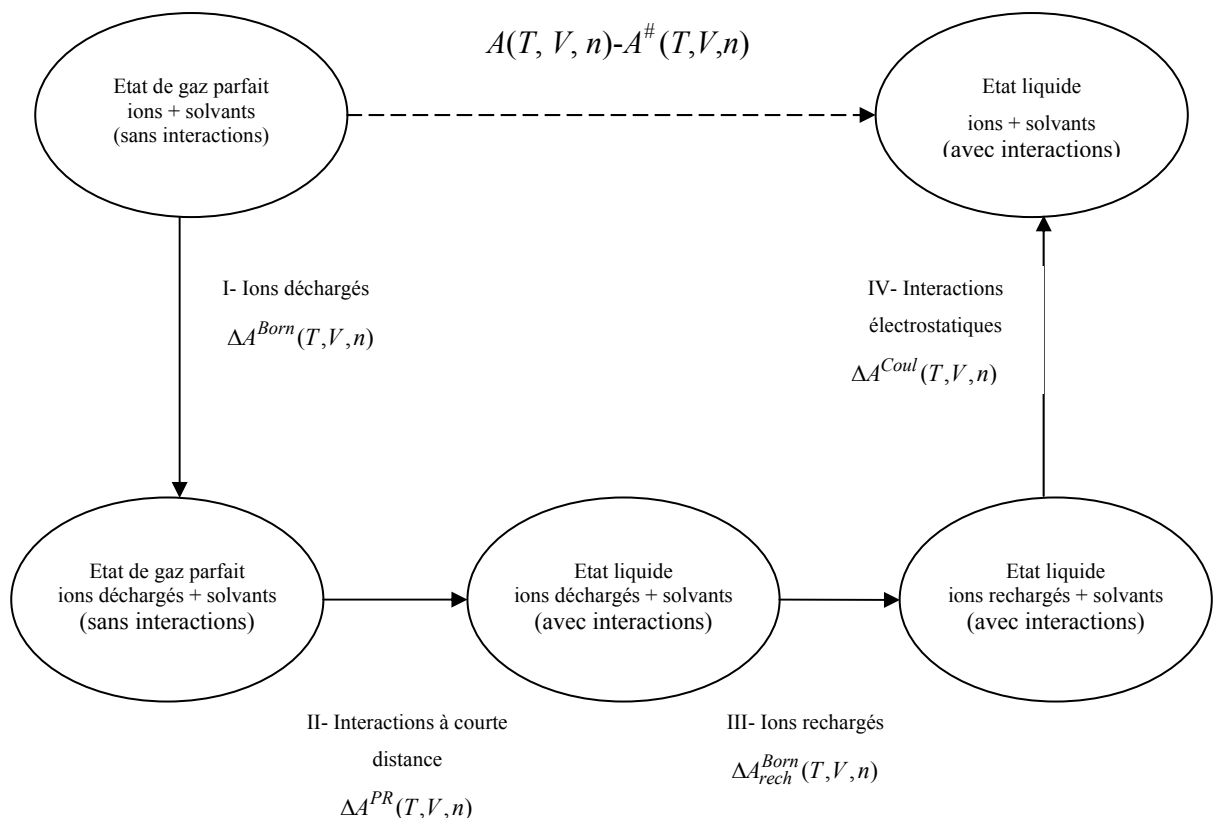 A(T, V, n)-A^#(T,V,n)
Etat de gaz parfait
ions + solvants
(sans interactions)
Etat liquide
ions + solvants
(avec interactions)
I- Ions déchargés
ΔA^Born(T,V,n)
IV- Interactions
électrostatiques
ΔA^Coul(T,V,n)
Etat de gaz parfait
ions déchargés + solvants
(sans interactions)
Etat liquide
ions déchargés + solvants
(avec interactions)
Etat liquide
ions rechargés + solvants
(avec interactions)
II- Interactions à courte
distance
ΔA^PR(T,V,n)
III- Ions rechargés
ΔA_rech^Born(T,V,n)